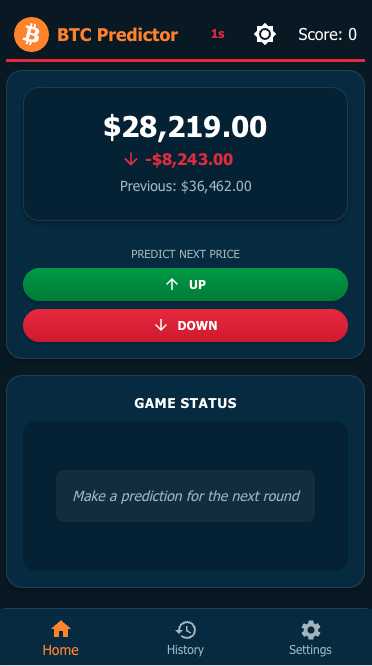 BTC Predictor 1s Score: 0
$28,219.00
-$8,243.00
Previous: $36,462.00
PREDICT NEXT PRICE
UP
DOWN
GAME STATUS
Make a prediction for the next round
Home History Settings